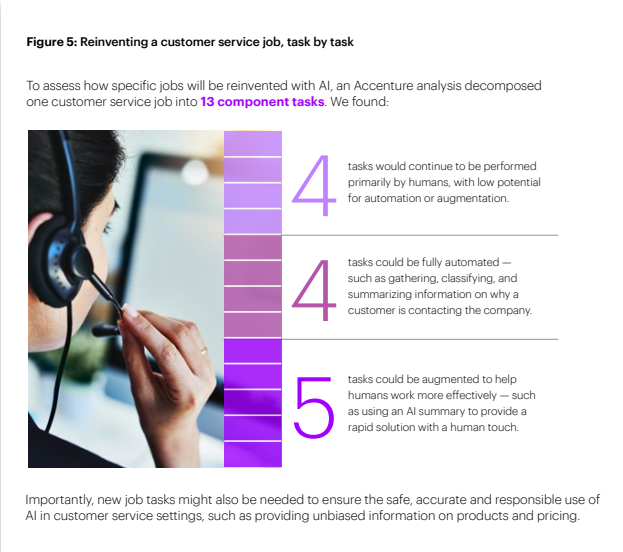 Figure 5: Reinventing a customer service job, task by task
To assess how specific jobs will be reinvented with AI, an Accenture analysis decomposed
one customer service job into 13 component tasks. We found:
4
tasks would continue to be performed
primarily by humans, with low potential
for automation or augmentation.
4
tasks could be fully automated —
such as gathering, classifying, and
summarizing information on why a
customer is contacting the company.
5
tasks could be augmented to help
humans work more effectively — such
as using an AI summary to provide a
rapid solution with a human touch.
Importantly, new job tasks might also be needed to ensure the safe, accurate and responsible use of
AI in customer service settings, such as providing unbiased information on products and pricing.